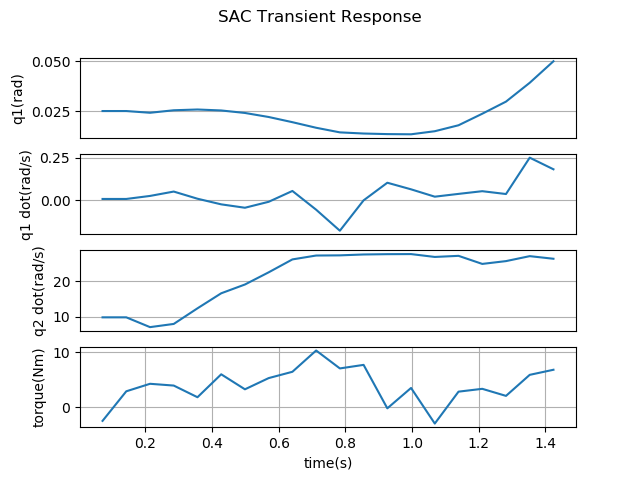 SAC Transient Response
0.050
0.025
q1(rad)
0.25
0.00
q1 dot(rad/s)
20
10
q2 dot(rad/s)
10
0
torque(Nm)
0.2 0.4 0.6 0.8 1.0 1.2 1.4
time(s)